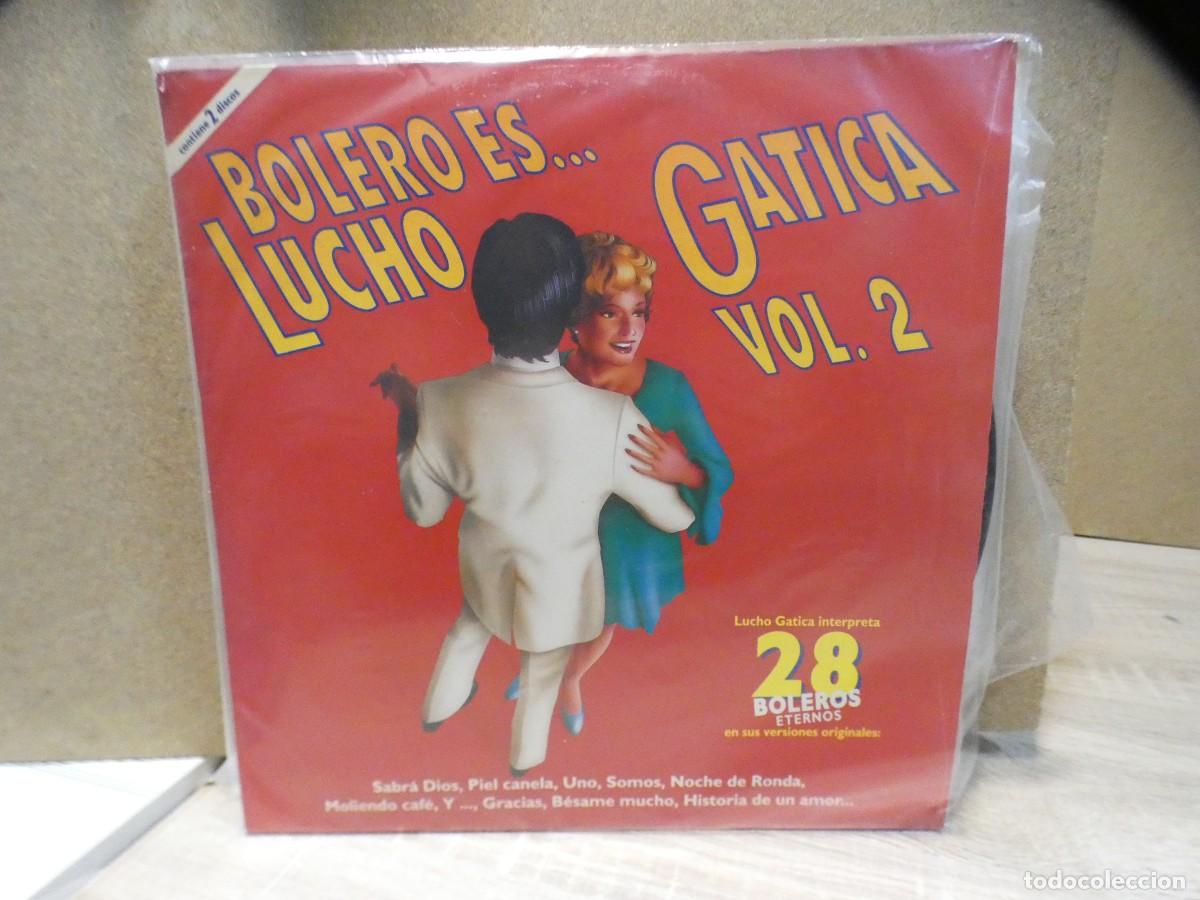 contiene 2 discos
BOLERO ES...
LUCHO GATICA
VOL. 2
Lucho Gatica interpreta
28
BOLEROS
ETERNOS
en sus versiones originales:
Sabrá Dios, Piel canela, Uno, Somos, Noche de Ronda,
Moliendo café, Y ..., Gracias, Bésame mucho, Historia de un amor...
todocoleccion